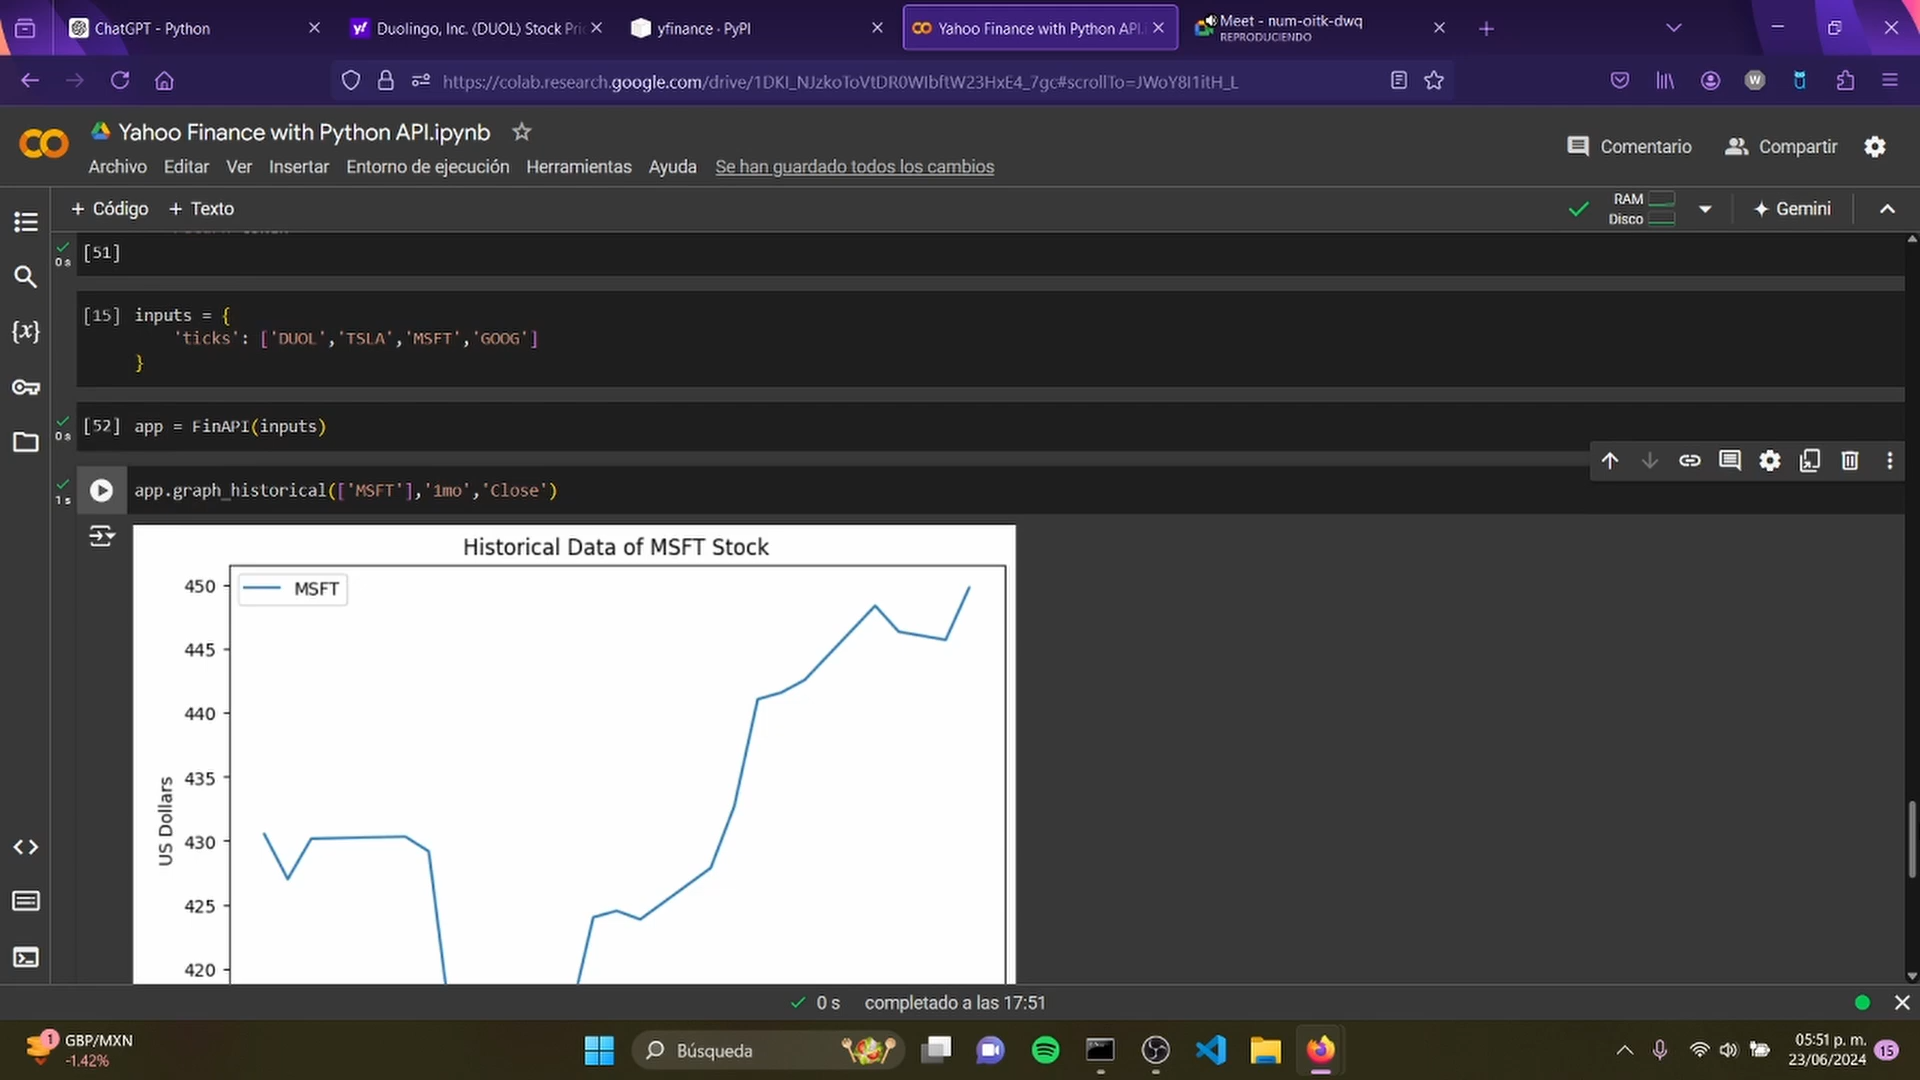 ChatGPT - Python
Duolingo, Inc. (DUOL) Stock Pri
yfinance · PyPI
Yahoo Finance with Python API.
Meet - num-oitk-dwq
REPRODUCIENDO
https://colab.research.google.com/drive/1DKI_NJzkoToVtDR0WIbftW23HxE4_7gc#scrollTo=JWoY8I1itH_L
W
Yahoo Finance with Python API.ipynb
Comentario
Compartir
Archivo Editar Ver Insertar Entorno de ejecución Herramientas Ayuda Se han guardado todos los cambios
+ Código + Texto
RAM
Disco
Gemini
0 s
[51]
[15] inputs = {
'ticks': ['DUOL','TSLA','MSFT','GOOG']
}
0 s
[52] app = FinAPI(inputs)
1 s
app.graph_historical(['MSFT'],'1mo','Close')
Historical Data of MSFT Stock
MSFT
450
445
440
435
430
425
420
US Dollars
0 s completado a las 17:51
1
GBP/MXN
-1.42%
Búsqueda
05:51 p. m.
23/06/2024
15